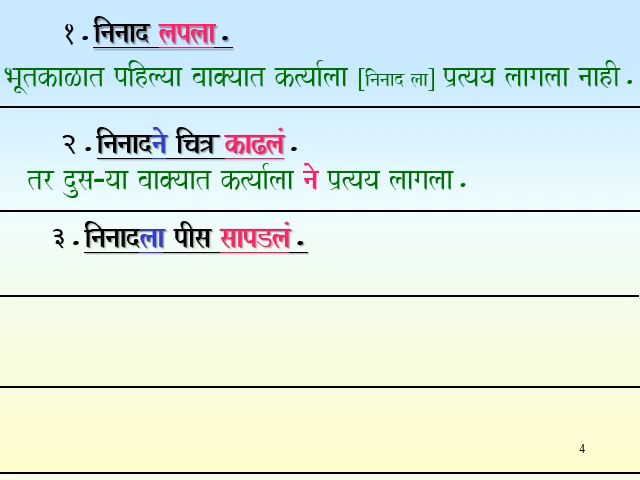 १. निनाद लपला.
भूतकाळात पहिल्या वाक्यात कर्त्याला [निनाद ला] प्रत्यय लागला नाही.
२. निनादने चित्र काढलं.
तर दुस-या वाक्यात कर्त्याला ने प्रत्यय लागला.
३. निनादला पीस सापडलं.
4